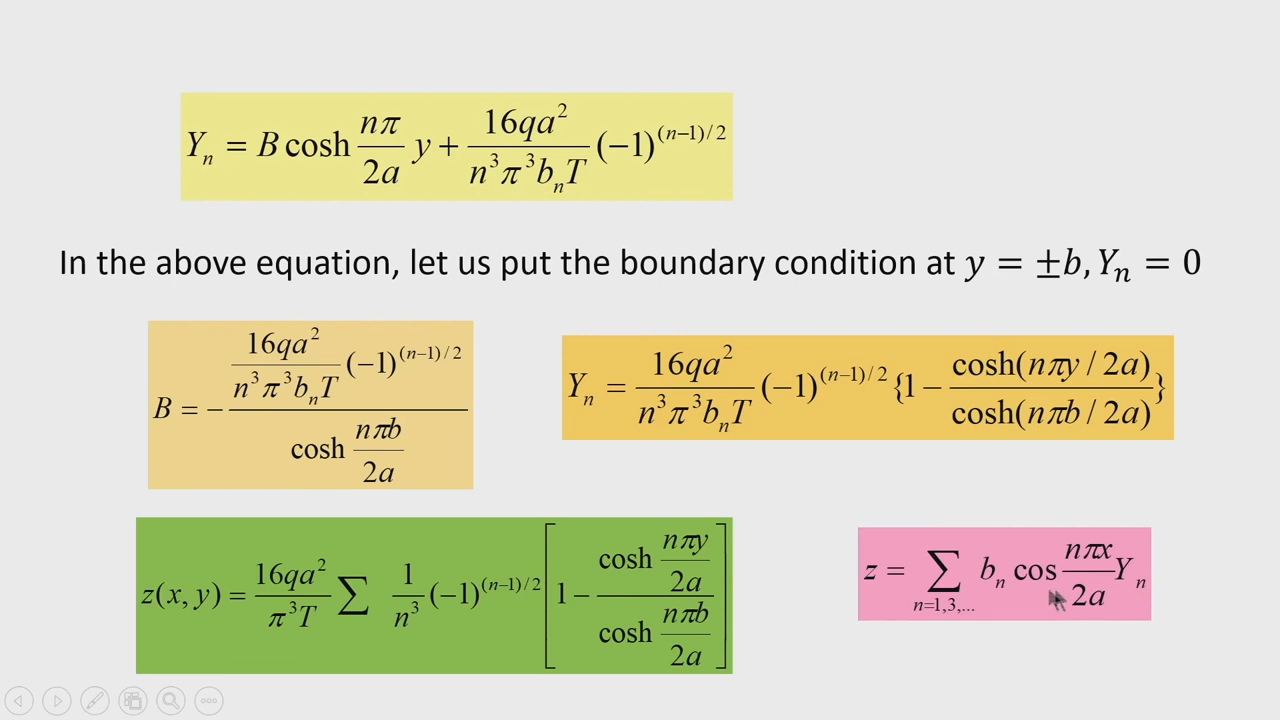 Yₙ = B cosh nπ/2a y + 16qa²/n³π³bₙT (−1)^(n−1)/2
In the above equation, let us put the boundary condition at y = ±b, Yₙ = 0
B = − 16qa²/n³π³bₙT (−1)^(n−1)/2 / cosh nπb/2a
Yₙ = 16qa²/n³π³bₙT (−1)^(n−1)/2 {1 − cosh(nπy / 2a)/cosh(nπb / 2a)}
z(x, y) = 16qa²/π³T ∑ 1/n³ (−1)^(n−1)/2 [1 − cosh nπy/2a / cosh nπb/2a]
z = ∑ n=1,3,... bₙ cos nπx/2a Yₙ